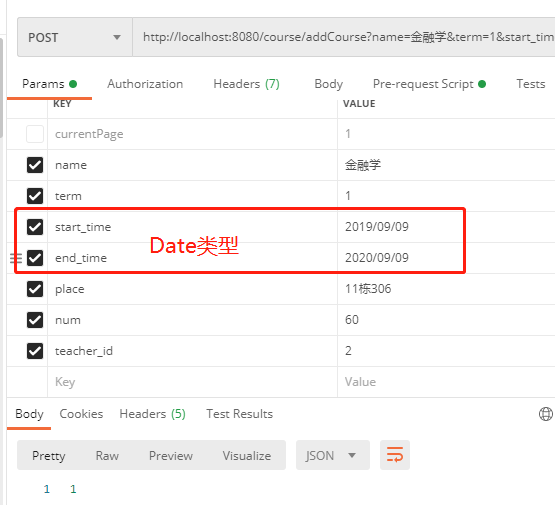 POST http://localhost:8080/course/addCourse?name=金融学&term=1&start_tim
Params Authorization Headers (7) Body Pre-request Script Tests
KEY VALUE
currentPage 1
name 金融学
term 1
start_time 2019/09/09
Date类型
end_time 2020/09/09
place 11栋306
num 60
teacher_id 2
Key Value
Body Cookies Headers (5) Test Results
Pretty Raw Preview Visualize JSON
1 1